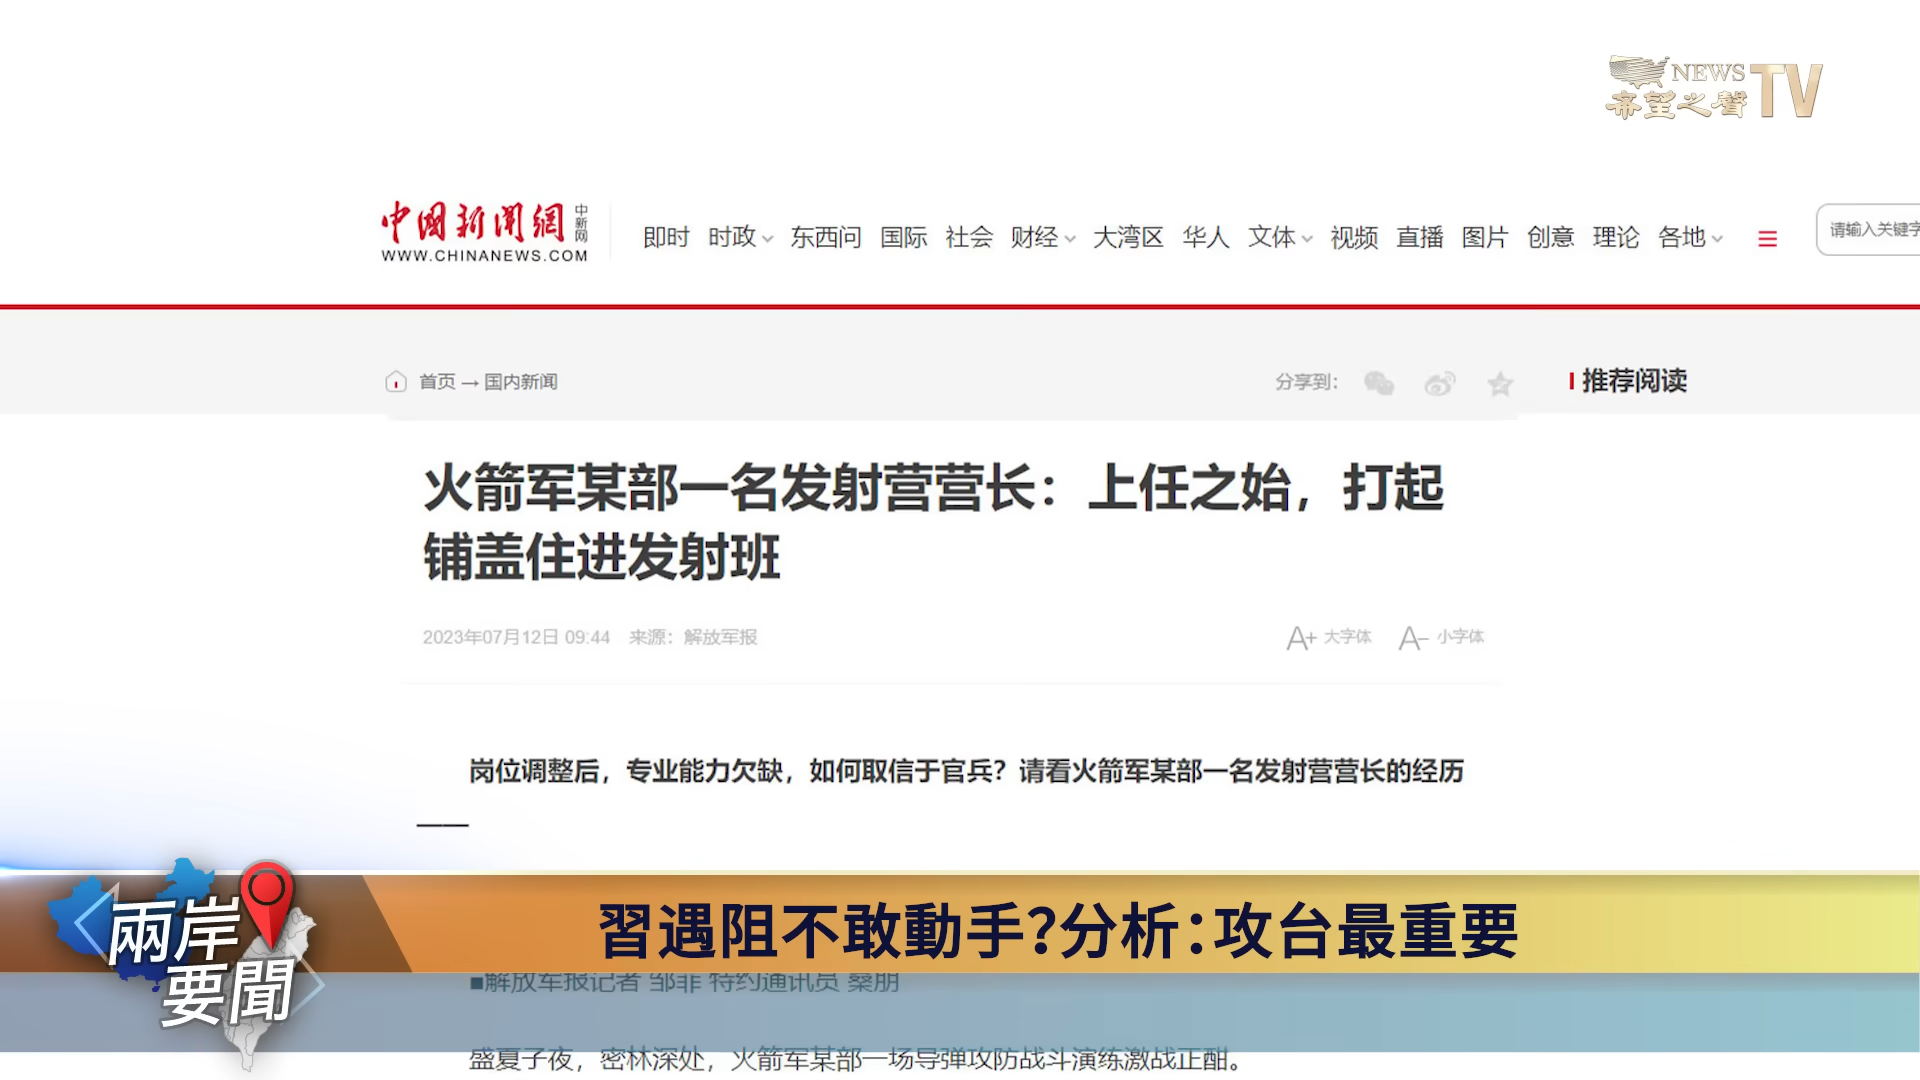 NEWS
希望之聲
TV
中國新聞網
中新网
WWW.CHINANEWS.COM
即时 时政 东西问 国际 社会 财经 大湾区 华人 文体 视频 直播 图片 创意 理论 各地
请输入关键字
首页 → 国内新闻
分享到:
推荐阅读
火箭军某部一名发射营营长：上任之始，打起
铺盖住进发射班
2023年07月12日 09:44 来源：解放军报
A+ 大字体 A- 小字体
岗位调整后，专业能力欠缺，如何取信于官兵？请看火箭军某部一名发射营营长的经历
——
兩岸
要聞
習遇阻不敢動手?分析:攻台最重要
■解放军报记者 邹菲 特约通讯员 桑朋
盛夏子夜，密林深处，火箭军某部一场导弹攻防战斗演练激战正酣。